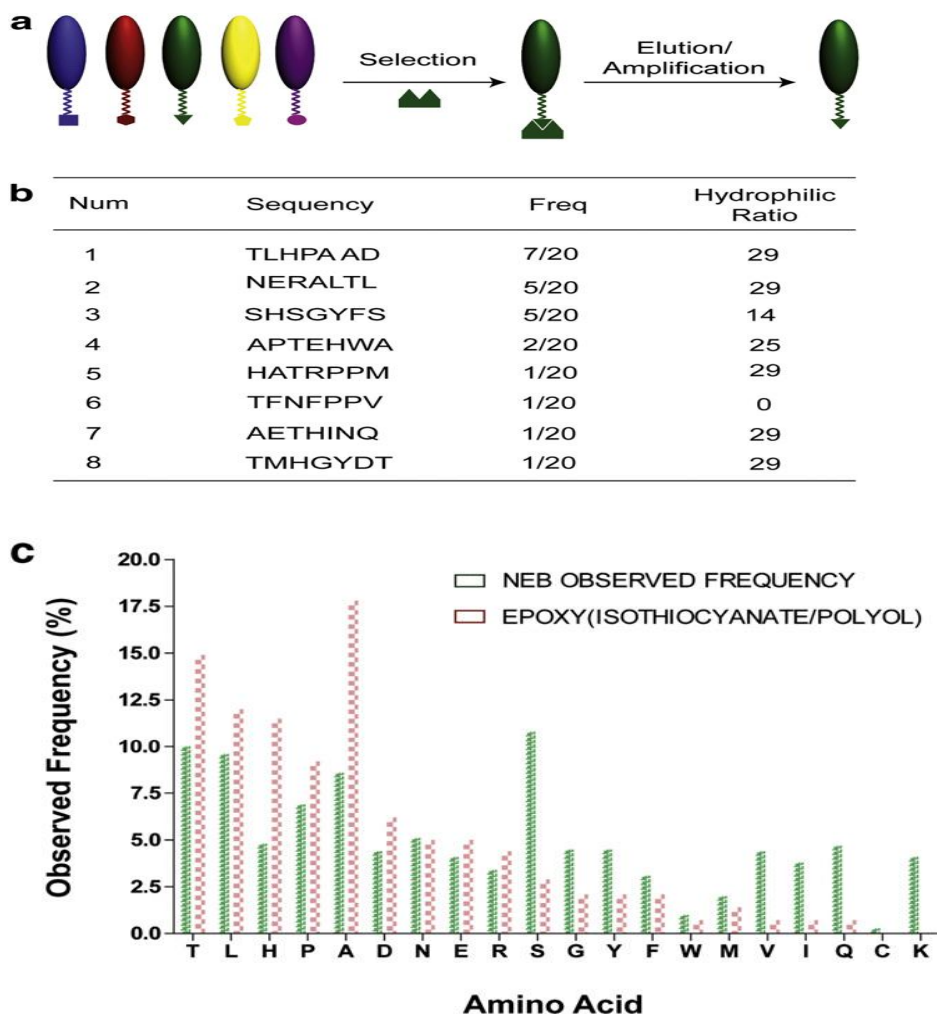 a
Selection
Elution/
Amplification
b
Num Sequency Freq Hydrophilic
Ratio
1 TLHPA AD 7/20 29
2 NERALTL 5/20 29
3 SHSGYFS 5/20 14
4 APTEHWA 2/20 25
5 HATRPPM 1/20 29
6 TFNFPPV 1/20 0
7 AETHINQ 1/20 29
8 TMHGYDT 1/20 29
c
NEB OBSERVED FREQUENCY
EPOXY(ISOTHIOCYANATE/POLYOL)
Observed Frequency (%)
20.0
17.5
15.0
12.5
10.0
7.5
5.0
2.5
0.0
T L H P A D N E R S G Y F W M V I Q C K
Amino Acid